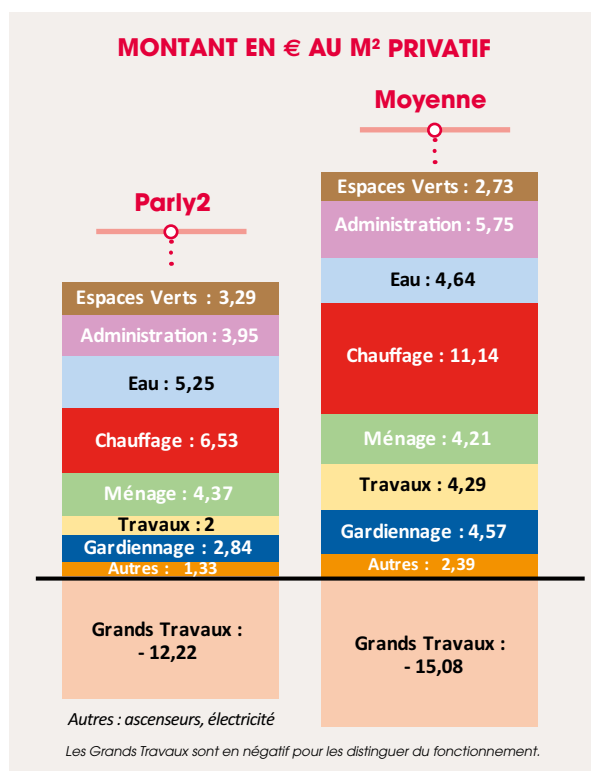 MONTANT EN € AU M² PRIVATIF
Parly2
Espaces Verts : 3,29
Administration : 3,95
Eau : 5,25
Chauffage : 6,53
Ménage : 4,37
Travaux : 2
Gardiennage : 2,84
Autres : 1,33
Grands Travaux :
- 12,22
Moyenne
Espaces Verts : 2,73
Administration : 5,75
Eau : 4,64
Chauffage : 11,14
Ménage : 4,21
Travaux : 4,29
Gardiennage : 4,57
Autres : 2,39
Grands Travaux :
- 15,08
Autres : ascenseurs, électricité
Les Grands Travaux sont en négatif pour les distinguer du fonctionnement.